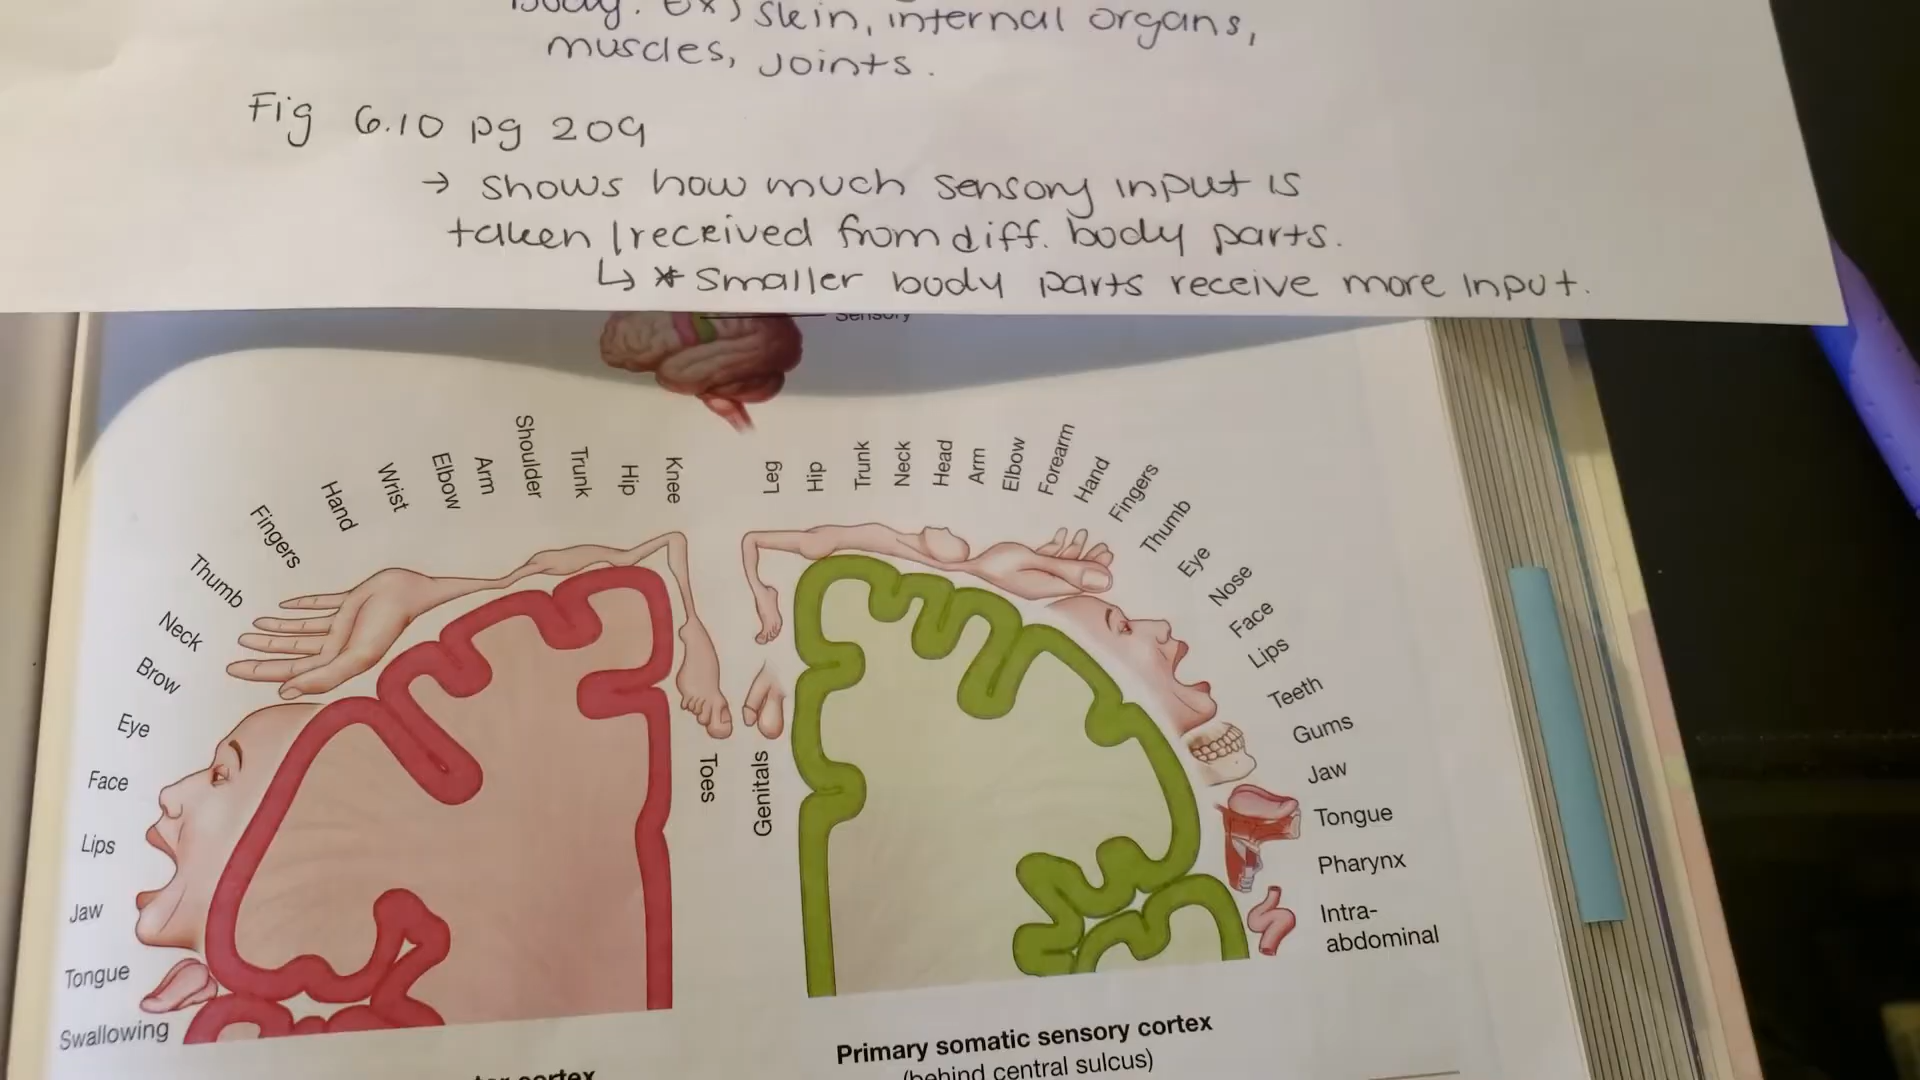 body. Ex) skin, internal organs,
muscles, joints.
Fig 6.10 pg 209
→ shows how much sensory input is
taken/received from diff. body parts.
↳ * Smaller body parts receive more input.
Sensory
Swallowing
Tongue
Jaw
Lips
Face
Eye
Brow
Neck
Thumb
Fingers
Hand
Wrist
Elbow
Arm
Shoulder
Trunk
Hip
Knee
Toes
Genitals
Leg
Hip
Trunk
Neck
Head
Arm
Elbow
Forearm
Hand
Fingers
Thumb
Eye
Nose
Face
Lips
Teeth
Gums
Jaw
Tongue
Pharynx
Intra-
abdominal
cortex
Primary somatic sensory cortex
(behind central sulcus)